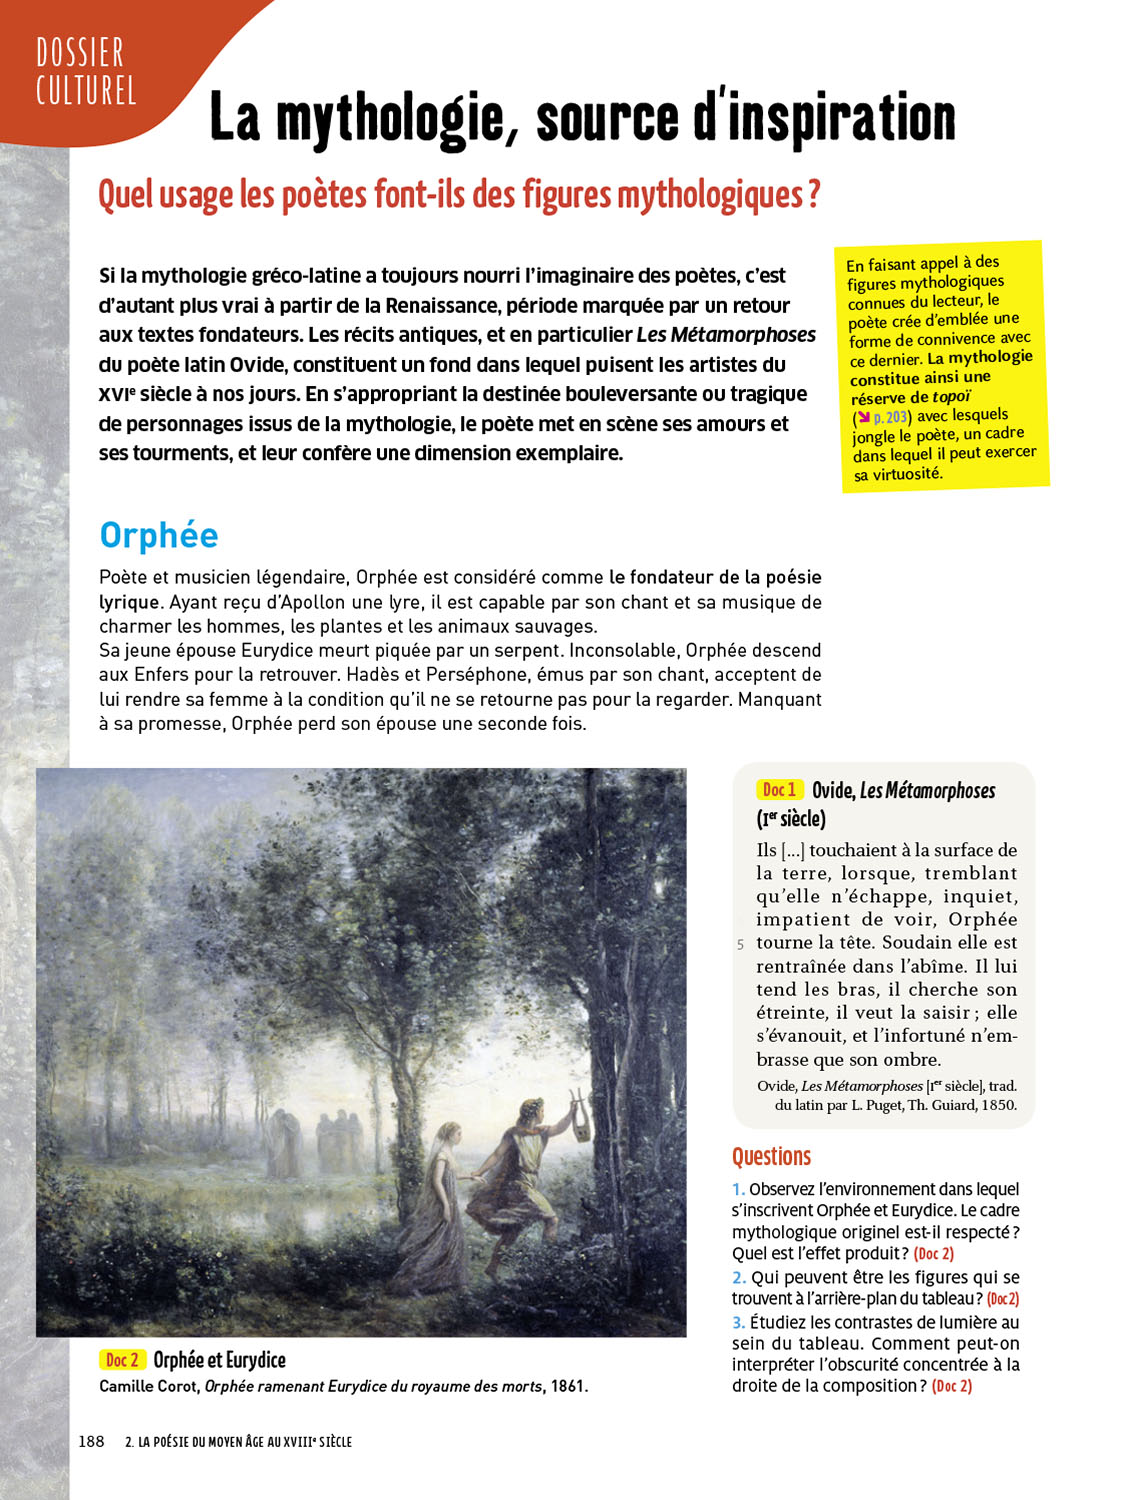 DOSSIER
CULTUREL
La mythologie, source d'inspiration
Quel usage les poètes font-ils des figures mythologiques ?
Si la mythologie gréco-latine a toujours nourri l'imaginaire des poètes, c'est
d'autant plus vrai à partir de la Renaissance, période marquée par un retour
aux textes fondateurs. Les récits antiques, et en particulier Les Métamorphoses
du poète latin Ovide, constituent un fond dans lequel puisent les artistes du
XVIe siècle à nos jours. En s'appropriant la destinée bouleversante ou tragique
de personnages issus de la mythologie, le poète met en scène ses amours et
ses tourments, et leur confère une dimension exemplaire.
En faisant appel à des
figures mythologiques
connues du lecteur, le
poète crée d'emblée une
forme de connivence avec
ce dernier. La mythologie
constitue ainsi une
réserve de topoï
(➘ p. 203) avec lesquels
jongle le poète, un cadre
dans lequel il peut exercer
sa virtuosité.
Orphée
Poète et musicien légendaire, Orphée est considéré comme le fondateur de la poésie
lyrique. Ayant reçu d'Apollon une lyre, il est capable par son chant et sa musique de
charmer les hommes, les plantes et les animaux sauvages.
Sa jeune épouse Eurydice meurt piquée par un serpent. Inconsolable, Orphée descend
aux Enfers pour la retrouver. Hadès et Perséphone, émus par son chant, acceptent de
lui rendre sa femme à la condition qu'il ne se retourne pas pour la regarder. Manquant
à sa promesse, Orphée perd son épouse une seconde fois.
Doc 1 Ovide, Les Métamorphoses
(Ier siècle)
Ils [...] touchaient à la surface de
la terre, lorsque, tremblant
qu'elle n'échappe, inquiet,
impatient de voir, Orphée
5 tourne la tête. Soudain elle est
rentraînée dans l'abîme. Il lui
tend les bras, il cherche son
étreinte, il veut la saisir ; elle
s'évanouit, et l'infortuné n'em-
brasse que son ombre.
Ovide, Les Métamorphoses [Ier siècle], trad.
du latin par L. Puget, Th. Guiard, 1850.
Questions
1. Observez l'environnement dans lequel
s'inscrivent Orphée et Eurydice. Le cadre
mythologique originel est-il respecté ?
Quel est l'effet produit ? (Doc 2)
2. Qui peuvent être les figures qui se
trouvent à l'arrière-plan du tableau ? (Doc 2)
3. Étudiez les contrastes de lumière au
sein du tableau. Comment peut-on
interpréter l'obscurité concentrée à la
droite de la composition ? (Doc 2)
Doc 2 Orphée et Eurydice
Camille Corot, Orphée ramenant Eurydice du royaume des morts, 1861.
188 2. LA POÉSIE DU MOYEN ÂGE AU XVIIIe SIÈCLE